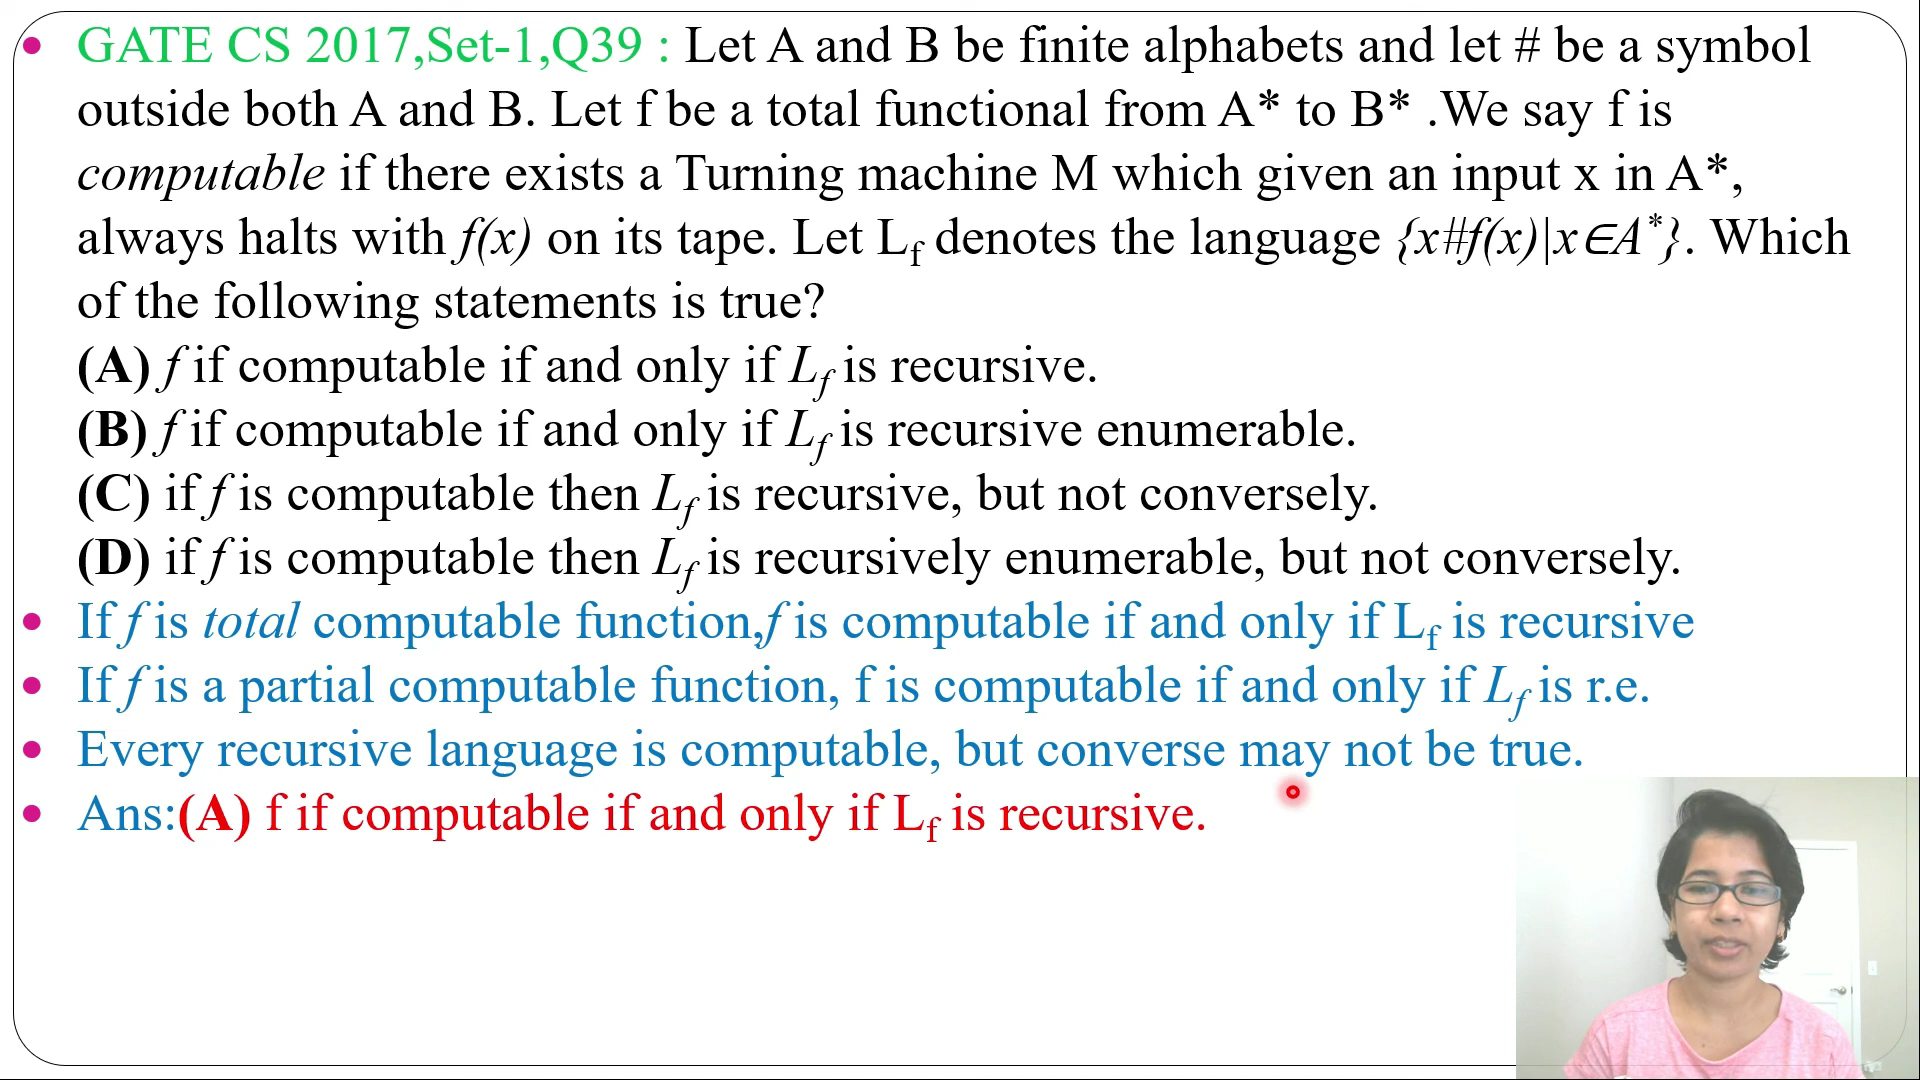 • GATE CS 2017,Set-1,Q39 : Let A and B be finite alphabets and let # be a symbol
outside both A and B. Let f be a total functional from A* to B* .We say f is
computable if there exists a Turning machine M which given an input x in A*,
always halts with f(x) on its tape. Let Lf denotes the language {x#f(x)|x∈A*}. Which
of the following statements is true?
(A) f if computable if and only if Lf is recursive.
(B) f if computable if and only if Lf is recursive enumerable.
(C) if f is computable then Lf is recursive, but not conversely.
(D) if f is computable then Lf is recursively enumerable, but not conversely.
• If f is total computable function,f is computable if and only if Lf is recursive
• If f is a partial computable function, f is computable if and only if Lf is r.e.
• Every recursive language is computable, but converse may not be true.
• Ans:(A) f if computable if and only if Lf is recursive.